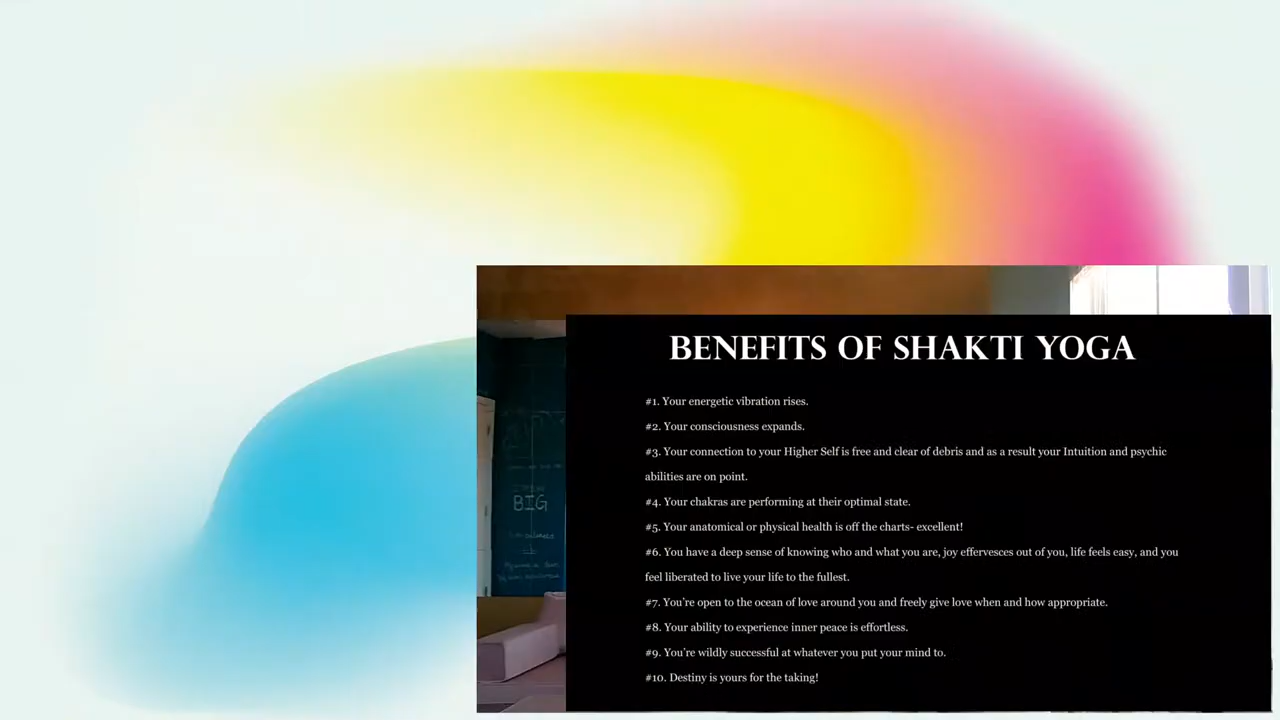 BENEFITS OF SHAKTI YOGA
#1. Your energetic vibration rises.
#2. Your consciousness expands.
#3. Your connection to your Higher Self is free and clear of debris and as a result your Intuition and psychic
abilities are on point.
#4. Your chakras are performing at their optimal state.
#5. Your anatomical or physical health is off the charts- excellent!
#6. You have a deep sense of knowing who and what you are, joy effervesces out of you, life feels easy, and you
feel liberated to live your life to the fullest.
#7. You're open to the ocean of love around you and freely give love when and how appropriate.
#8. Your ability to experience inner peace is effortless.
#9. You're wildly successful at whatever you put your mind to.
#10. Destiny is yours for the taking!
BIG